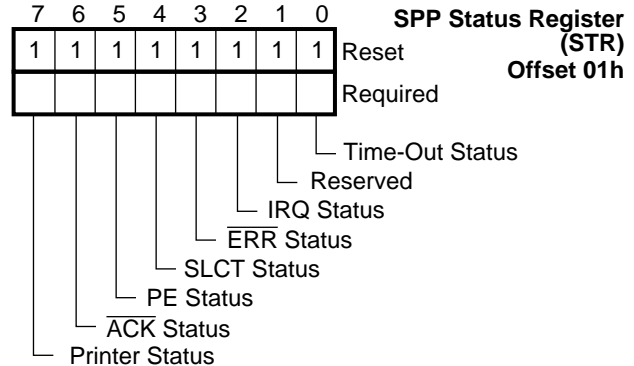 7 6 5 4 3 2 1 0
SPP Status Register
(STR)
Offset 01h
1 1 1 1 1 1 1 1 Reset
Required
Time-Out Status
Reserved
IRQ Status
ERR Status
SLCT Status
PE Status
ACK Status
Printer Status